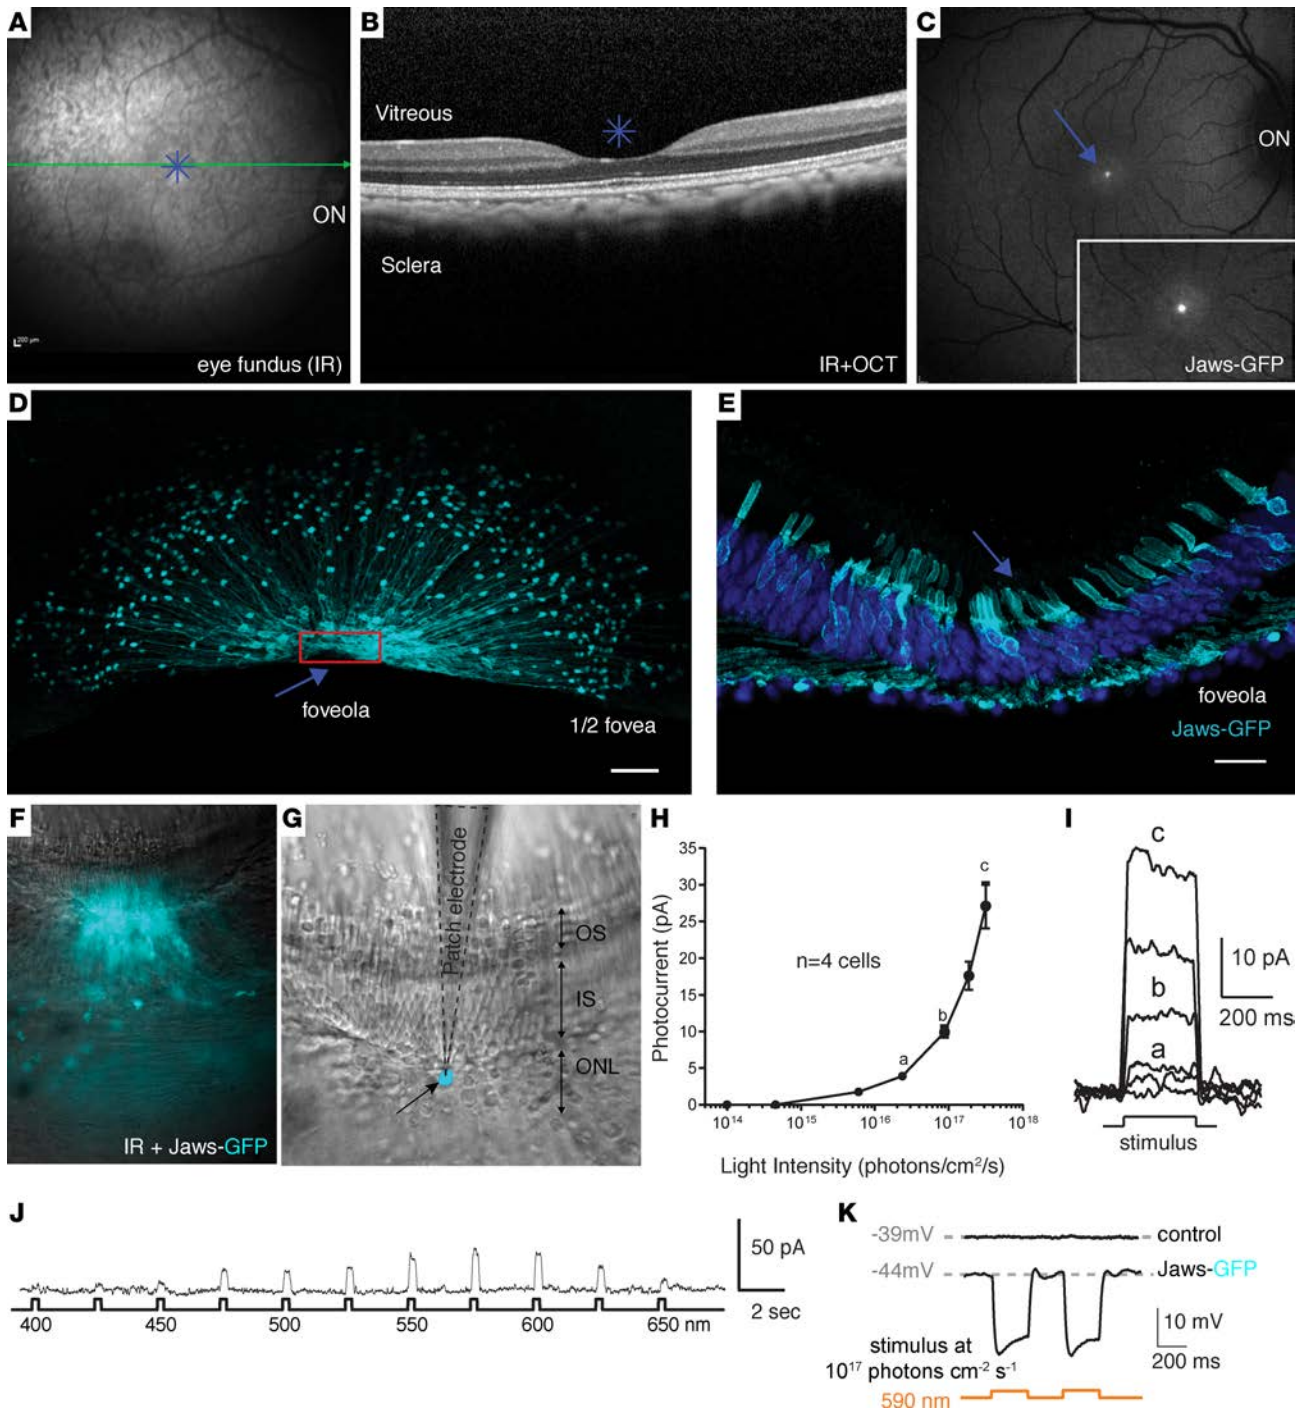 A
ON
200 µm
eye fundus (IR)
B
Vitreous
Sclera
IR+OCT
C
ON
Jaws-GFP
D
foveola
1/2 fovea
E
foveola
Jaws-GFP
F
IR + Jaws-GFP
G
Patch electrode
OS
IS
ONL
H
Photocurrent (pA)
35
30
25
20
15
10
5
0
n=4 cells
a
b
c
10¹⁴ 10¹⁵ 10¹⁶ 10¹⁷ 10¹⁸
Light Intensity (photons/cm²/s)
I
c
b
a
10 pA
200 ms
stimulus
J
50 pA
2 sec
400 450 500 550 600 650 nm
K
-39mV control
-44mV Jaws-GFP
10 mV
200 ms
stimulus at
10¹⁷ photons cm⁻² s⁻¹
590 nm